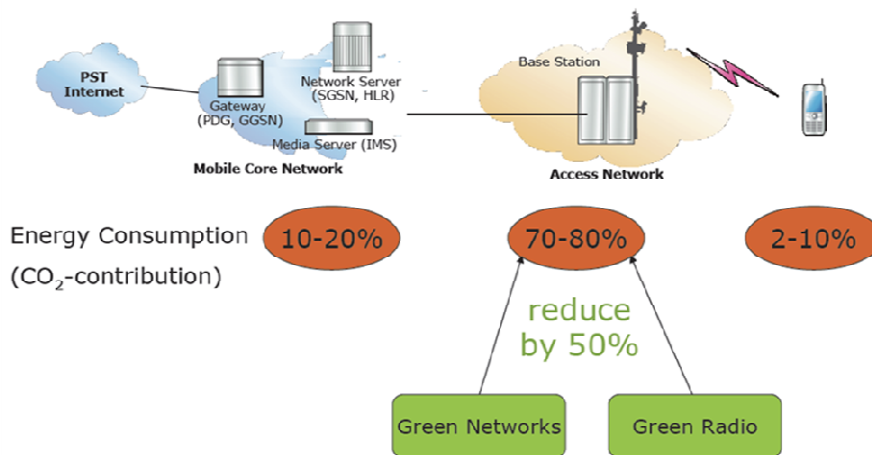 PST
Internet
Gateway
(PDG, GGSN)
Network Server
(SGSN, HLR)
Media Server (IMS)
Mobile Core Network
Base Station
Access Network
Energy Consumption
(CO₂-contribution)
10-20%
70-80%
2-10%
reduce
by 50%
Green Networks
Green Radio